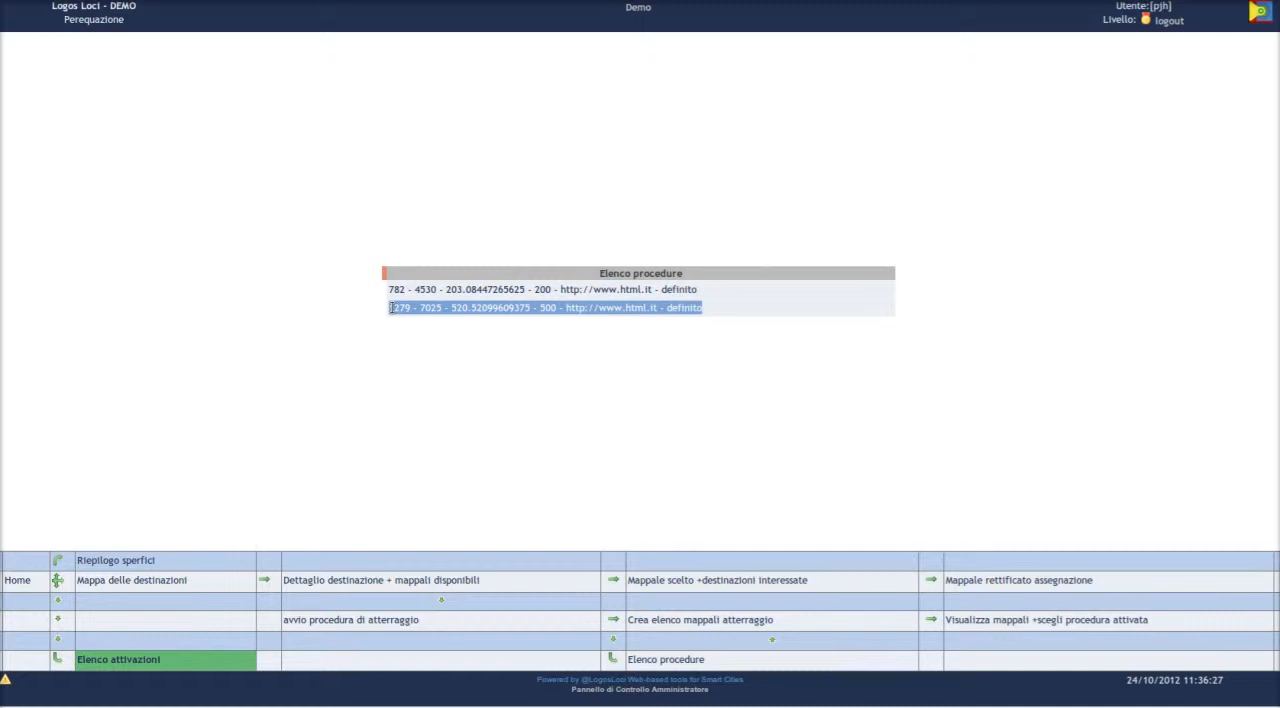 Logos Loci - DEMO
Perequazione
Demo
Utente:[pjh]
Livello: logout
Elenco procedure
782 - 4530 - 203.08447265625 - 200 - http://www.html.it - definito
1279 - 7025 - 520.52099609375 - 500 - http://www.html.it - definito
Riepilogo sperfici
Home Mappa delle destinazioni Dettaglio destinazione + mappali disponibili Mappale scelto +destinazioni interessate Mappale rettificato assegnazione
avvio procedura di atterraggio Crea elenco mappali atterraggio Visualizza mappali +scegli procedura attivata
Elenco attivazioni Elenco procedure
Powered by @LogosLoci Web-based tools for Smart Cities
Pannello di Controllo Amministratore
24/10/2012 11:36:27